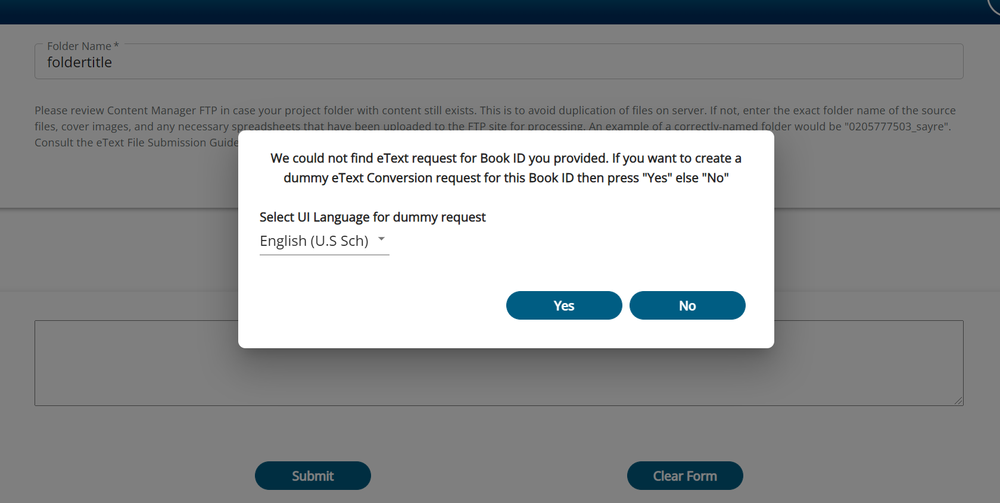 Folder Name *
foldertitle
Please review Content Manager FTP in case your project folder with content still exists. This is to avoid duplication of files on server. If not, enter the exact folder name of the source
files, cover images, and any necessary spreadsheets that have been uploaded to the FTP site for processing. An example of a correctly-named folder would be "0205777503_sayre".
Consult the eText File Submission Guide
We could not find eText request for Book ID you provided. If you want to create a
dummy eText Conversion request for this Book ID then press "Yes" else "No"
Select UI Language for dummy request
English (U.S Sch)
Yes
No
Submit
Clear Form